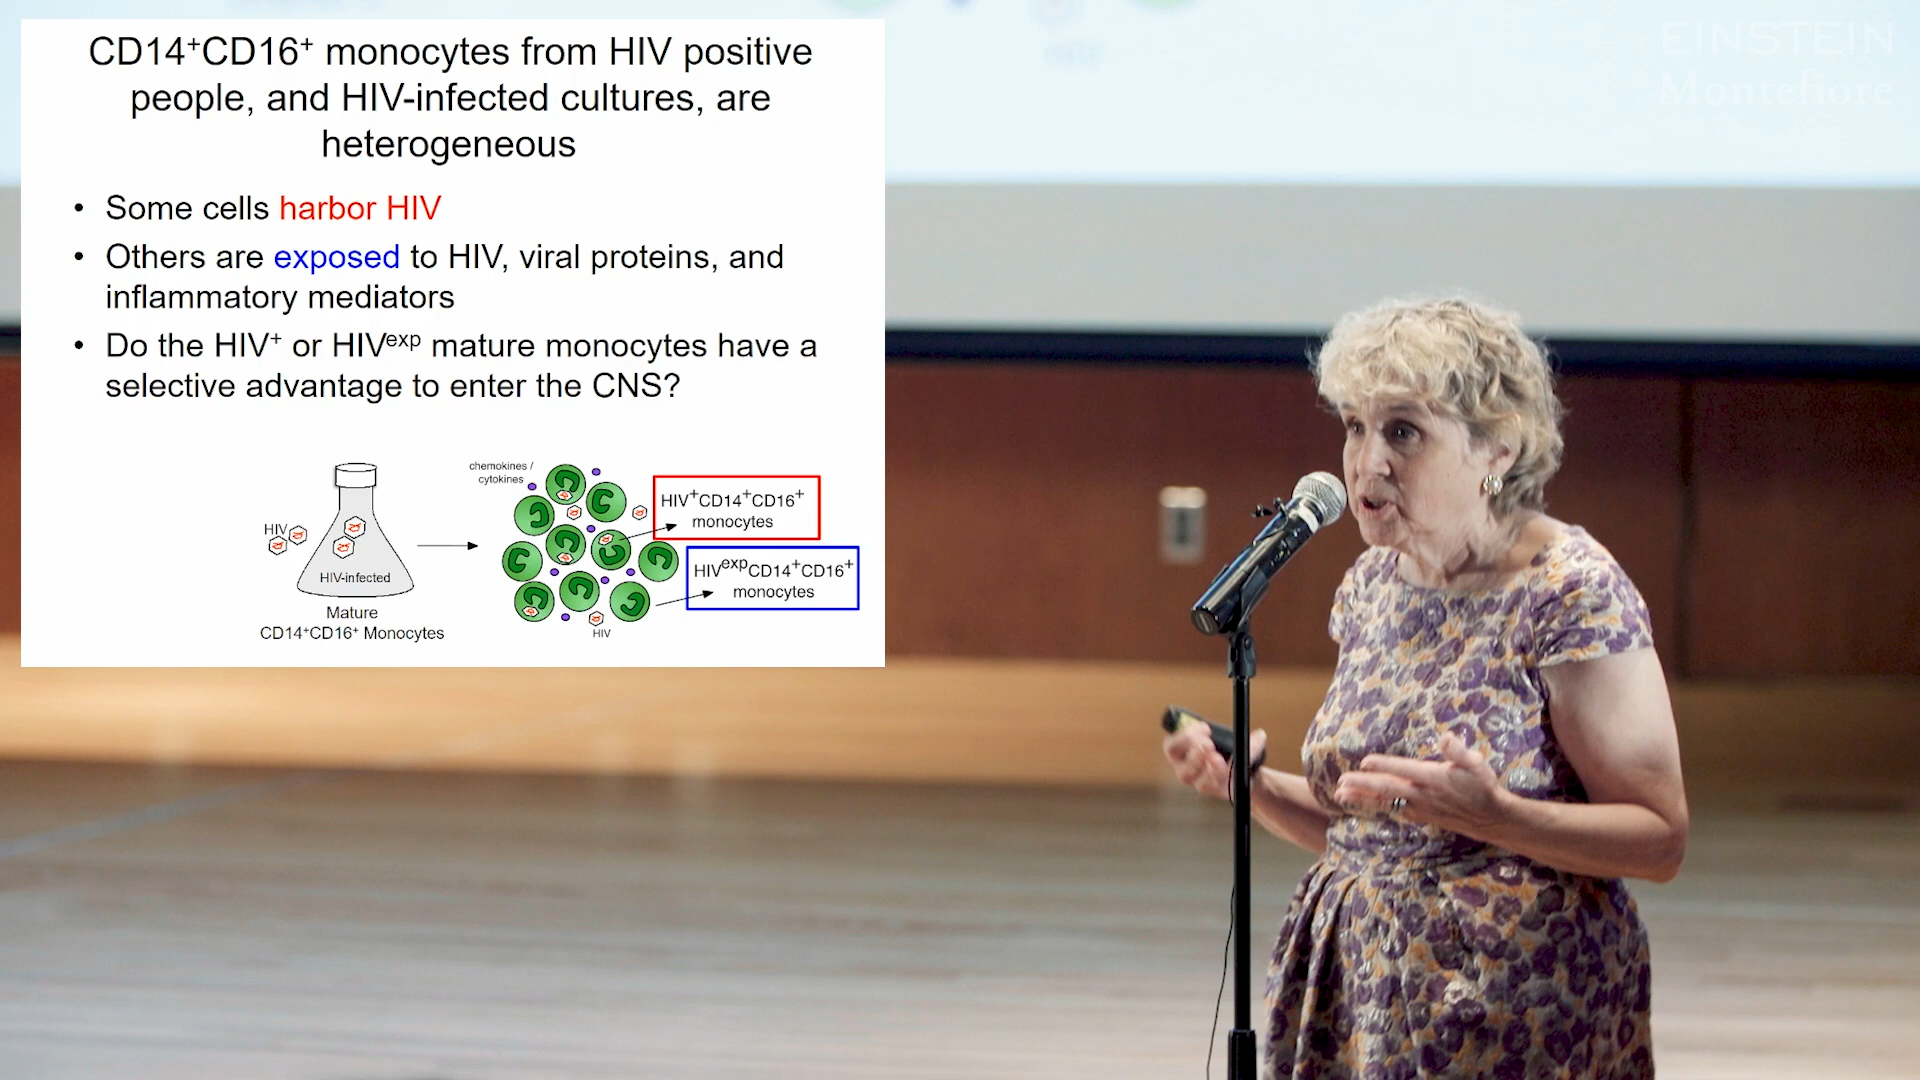 CD14⁺CD16⁺ monocytes from HIV positive
people, and HIV-infected cultures, are
heterogeneous
• Some cells harbor HIV
• Others are exposed to HIV, viral proteins, and
inflammatory mediators
• Do the HIV⁺ or HIVᵉˣᵖ mature monocytes have a
selective advantage to enter the CNS?
chemokines /
cytokines
HIV
HIV-infected
Mature
CD14⁺CD16⁺ Monocytes
HIV⁺CD14⁺CD16⁺
monocytes
HIVᵉˣᵖCD14⁺CD16⁺
monocytes
HIV
EINSTEIN
Montefiore